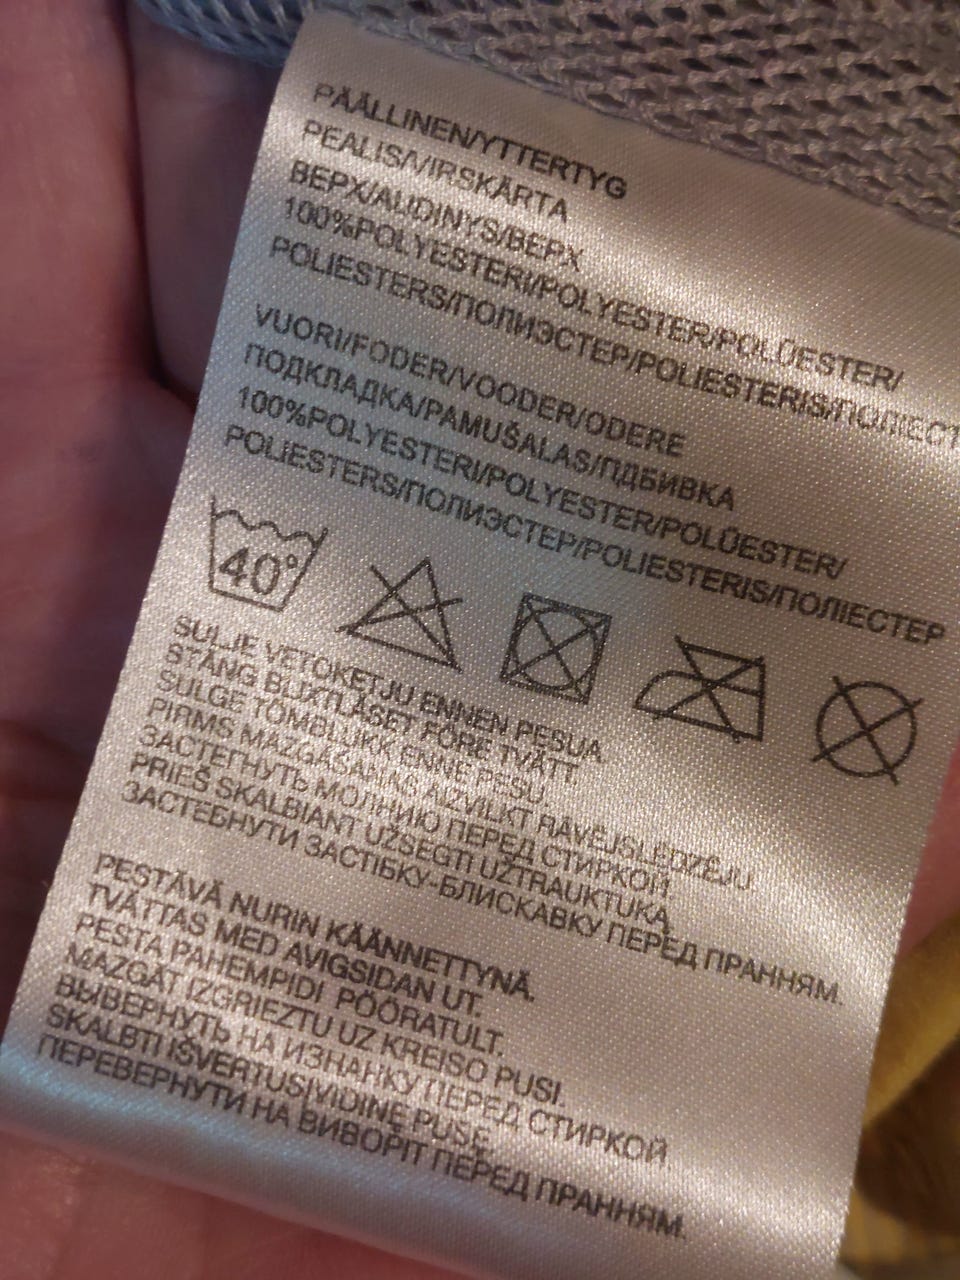 PÄÄLLINEN/YTTERTYG
PEALIS/VIRSKĀRTA
ВЕРХ/AUDINYS/ВЕРХ
100%POLYESTERI/POLYESTER/POLÜESTER/
POLIESTERS/ПОЛИЭСТЕР/POLIESTERIS/ПОЛІЕСТ
VUORI/FODER/VOODER/ODERE
ПОДКЛАДКА/PAMUŠALAS/ПДБИВКА
100%POLYESTERI/POLYESTER/POLÜESTER/
POLIESTERS/ПОЛИЭСТЕР/POLIESTERIS/ПОЛІЕСТЕР
40°
SULJE VETOKETJU ENNEN PESUA
STÄNG BLIXTLÅSET FÖRE TVÄTT.
SULGE TÕMBLUKK ENNE PESU.
PIRMS MAZGĀŠANAS AIZVILKT RĀVĒJSLĒDZĒJU
ЗАСТЕГНУТЬ МОЛНИЮ ПЕРЕД СТИРКОЙ.
PRIEŠ SKALBIANT UŽSEGTI UŽTRAUKTUKĄ
ЗАСТЕБНУТИ ЗАСТІБКУ-БЛИСКАВКУ ПЕРЕД ПРАННЯМ.
PESTÄVÄ NURIN KÄÄNNETTYNÄ.
TVÄTTAS MED AVIGSIDAN UT.
PESTA PAHEMPIDI PÖÖRATULT.
MAZGĀT IZGRIEZTU UZ KREISO PUSI.
ВЫВЕРНУТЬ НА ИЗНАНКУ ПЕРЕД СТИРКОЙ
SKALBTI IŠVERTUS Į VIDINĘ PUSĘ
ПЕРЕВЕРНУТИ НА ВИВОРІТ ПЕРЕД ПРАННЯМ.